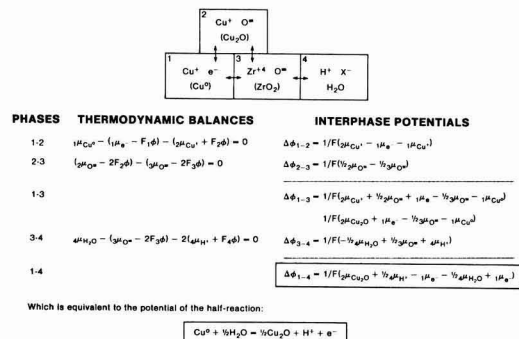 2
Cu⁺ O⁼
(Cu₂O)
1
Cu⁺ e⁻
(Cu⁰)
3
Zr⁺⁴ O⁼
(ZrO₂)
4
H⁺ X⁻
H₂O
PHASES THERMODYNAMIC BALANCES INTERPHASE POTENTIALS
1-2 ₁μCu⁰ − (₁μe⁻ − F₁ϕ) − (₂μCu⁺ + F₂ϕ) = 0 Δϕ₁₋₂ = 1/F(₂μCu⁺ − ₁μe⁻ − ₁μCu⁺)
2-3 (₂μO⁼ − 2F₂ϕ) − (₃μO⁼ − 2F₃ϕ) = 0 Δϕ₂₋₃ = 1/F(½₂μO⁼ − ½₃μO⁼)
1-3 Δϕ₁₋₃ = 1/F(₂μCu⁺ + ½₂μO⁼ + ₁μe⁻ − ½₃μO⁼ − ₁μCu⁰)
1/F(₂μCu₂O + ₁μe⁻ − ½₃μO⁼ − ₁μCu⁰)
3-4 ₄μH₂O − (₃μO⁼ − 2F₃ϕ) − 2(₄μH⁺ + F₄ϕ) = 0 Δϕ₃₋₄ = 1/F(-½₄μH₂O + ½₃μO⁼ + ₄μH⁺)
1-4 Δϕ₁₋₄ = 1/F(₂μCu₂O + ½₄μH⁺ − ₁μe⁻ − ½₄μH₂O + ₁μe⁻)
Which is equivalent to the potential of the half-reaction:
Cu⁰ + ½H₂O = ½Cu₂O + H⁺ + e⁻